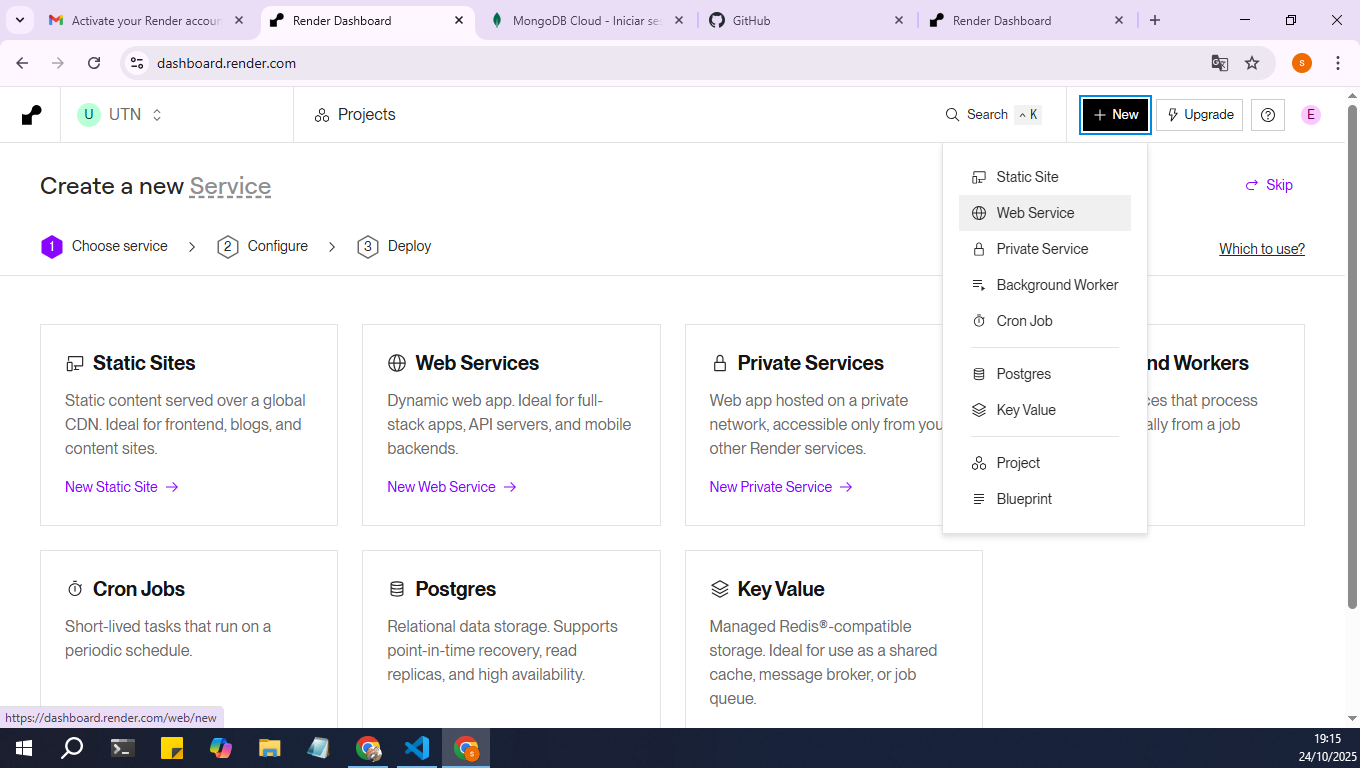 Activate your Render accoun
Render Dashboard
MongoDB Cloud - Iniciar se
GitHub
Render Dashboard
dashboard.render.com
S
U UTN
Projects
Search
K
+ New
Upgrade
E
Create a new Service
Skip
1 Choose service
2 Configure
3 Deploy
Which to use?
Static Site
Web Service
Private Service
Background Worker
Cron Job
Postgres
Key Value
Project
Blueprint
Static Sites
Static content served over a global
CDN. Ideal for frontend, blogs, and
content sites.
New Static Site →
Web Services
Dynamic web app. Ideal for full-
stack apps, API servers, and mobile
backends.
New Web Service →
Private Services
Web app hosted on a private
network, accessible only from you
other Render services.
New Private Service →
nd Workers
ces that process
ally from a job
Cron Jobs
Short-lived tasks that run on a
periodic schedule.
Postgres
Relational data storage. Supports
point-in-time recovery, read
replicas, and high availability.
Key Value
Managed Redis®-compatible
storage. Ideal for use as a shared
cache, message broker, or job
queue.
https://dashboard.render.com/web/new
19:15
24/10/2025